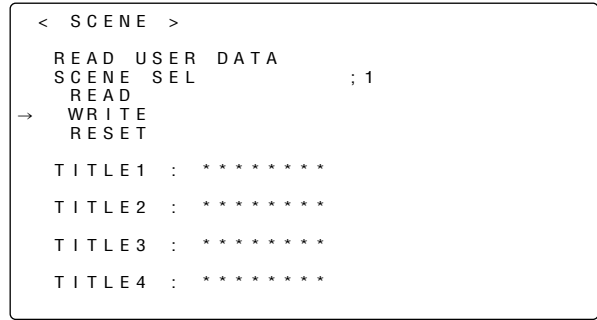 < SCENE >
READ USER DATA
SCENE SEL ;1
READ
→ WRITE
RESET
TITLE1 : ********
TITLE2 : ********
TITLE3 : ********
TITLE4 : ********